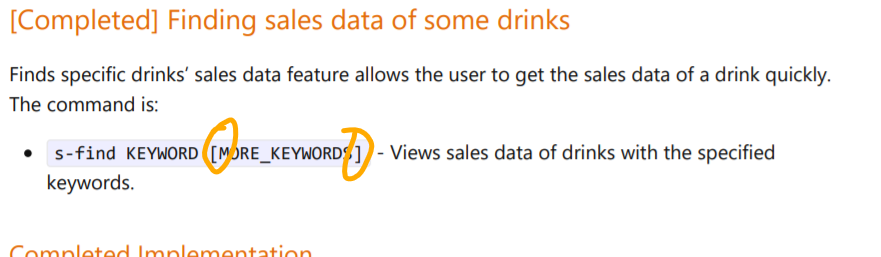 [Completed] Finding sales data of some drinks
Finds specific drinks' sales data feature allows the user to get the sales data of a drink quickly.
The command is:
• s-find KEYWORD [MORE_KEYWORDS] - Views sales data of drinks with the specified
keywords.
Completed Implementation